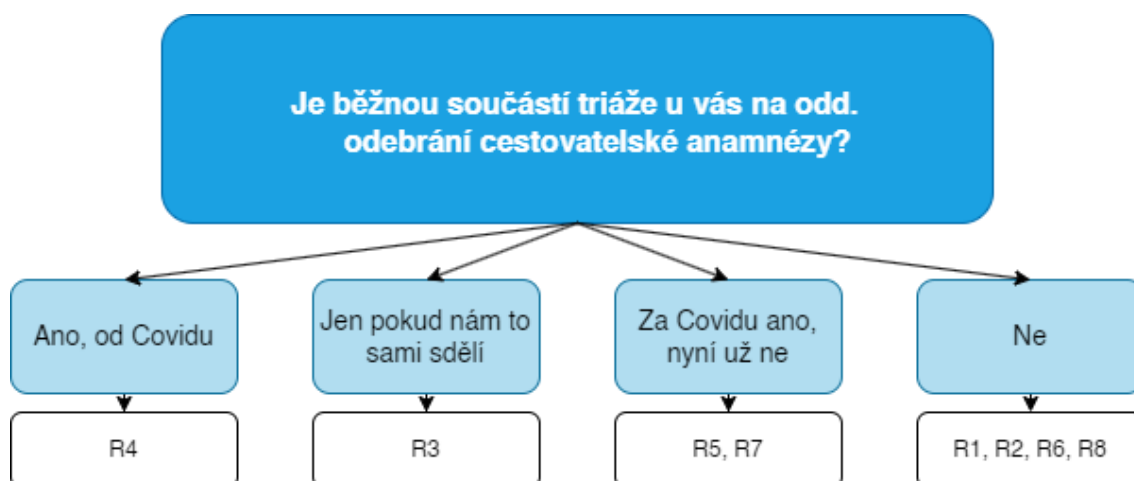 Je běžnou součástí triáže u vás na odd.
odebrání cestovatelské anamnézy?
Ano, od Covidu
Jen pokud nám to
sami sdělí
Za Covidu ano,
nyní už ne
Ne
R4
R3
R5, R7
R1, R2, R6, R8